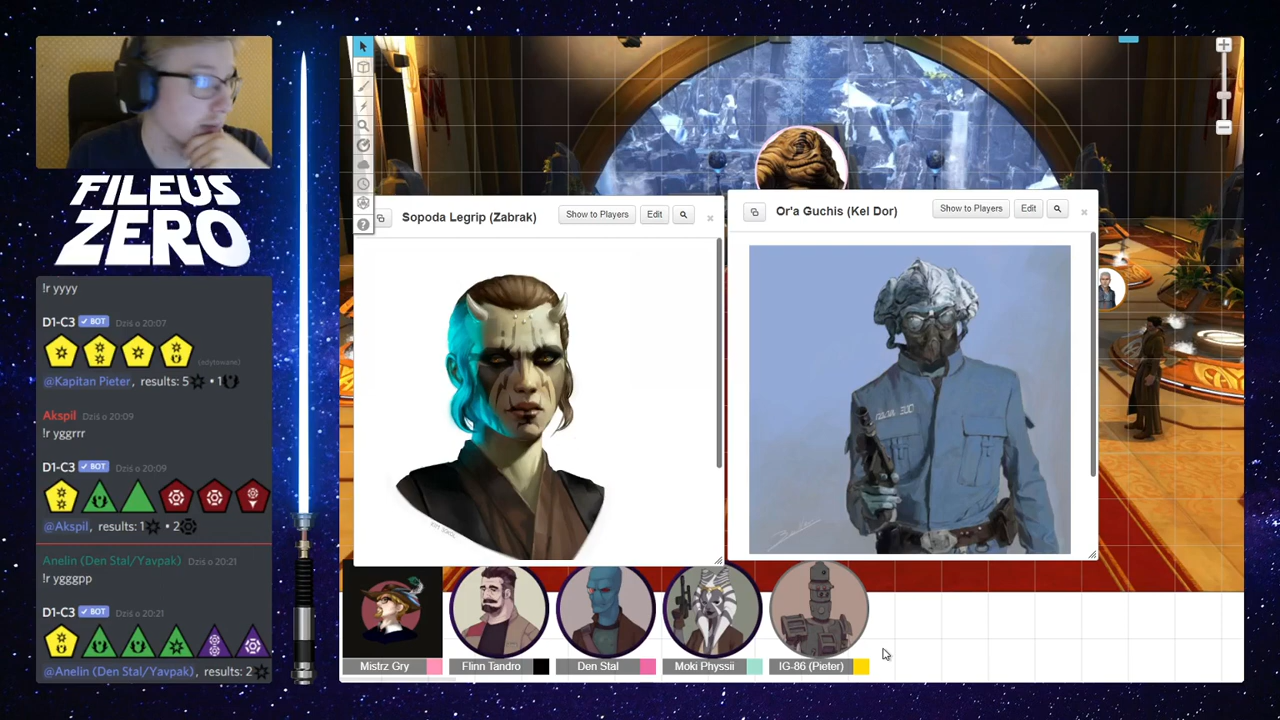 FILEUS
ZERO
!r yyyy
D1-C3 ✔ BOT Dziś o 20:07
(edytowane)
@Kapitan Pieter, results: 5 • 1
Akspil Dziś o 20:09
!r yggrrr
D1-C3 ✔ BOT Dziś o 20:09
@Akspil, results: 1 • 2
Anelin (Den Stal/Yavpak) Dziś o 20:21
!r ygggpp
D1-C3 ✔ BOT Dziś o 20:21
@Anelin (Den Stal/Yavpak), results: 2
Sopoda Legrip (Zabrak) Show to Players Edit
Or'a Guchis (Kel Dor) Show to Players Edit
Mistrz Gry
Flinn Tandro
Den Stal
Moki Physsii
IG-86 (Pieter)